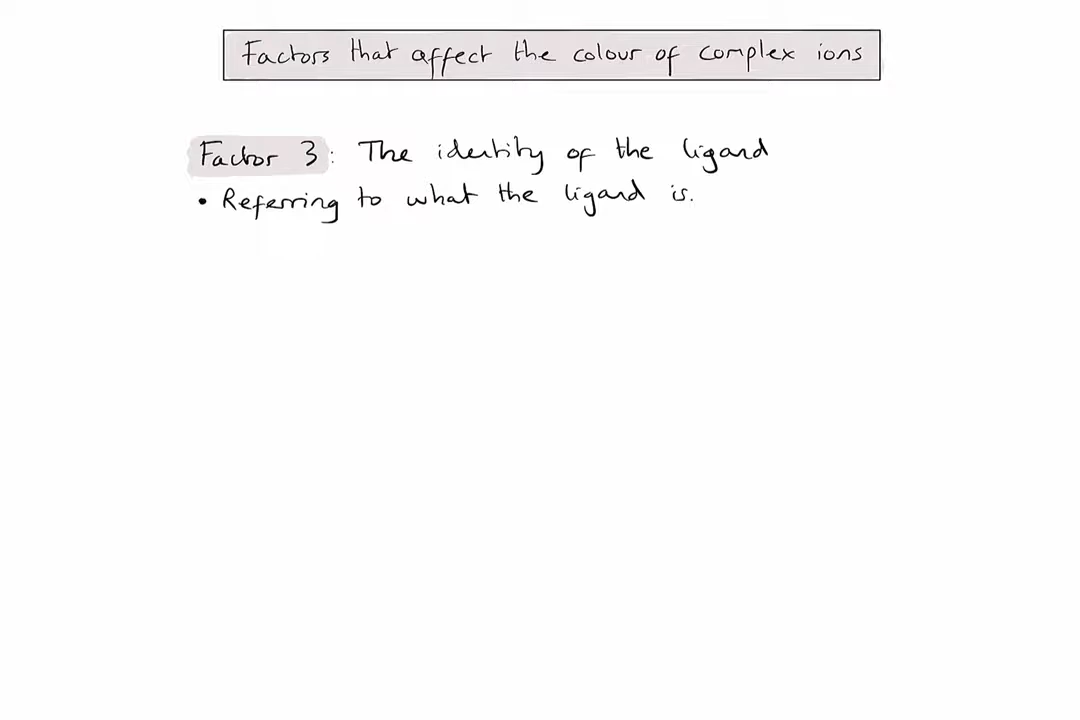 Factors that affect the colour of complex ions
Factor 3: The identity of the ligand
• Referring to what the ligand is.